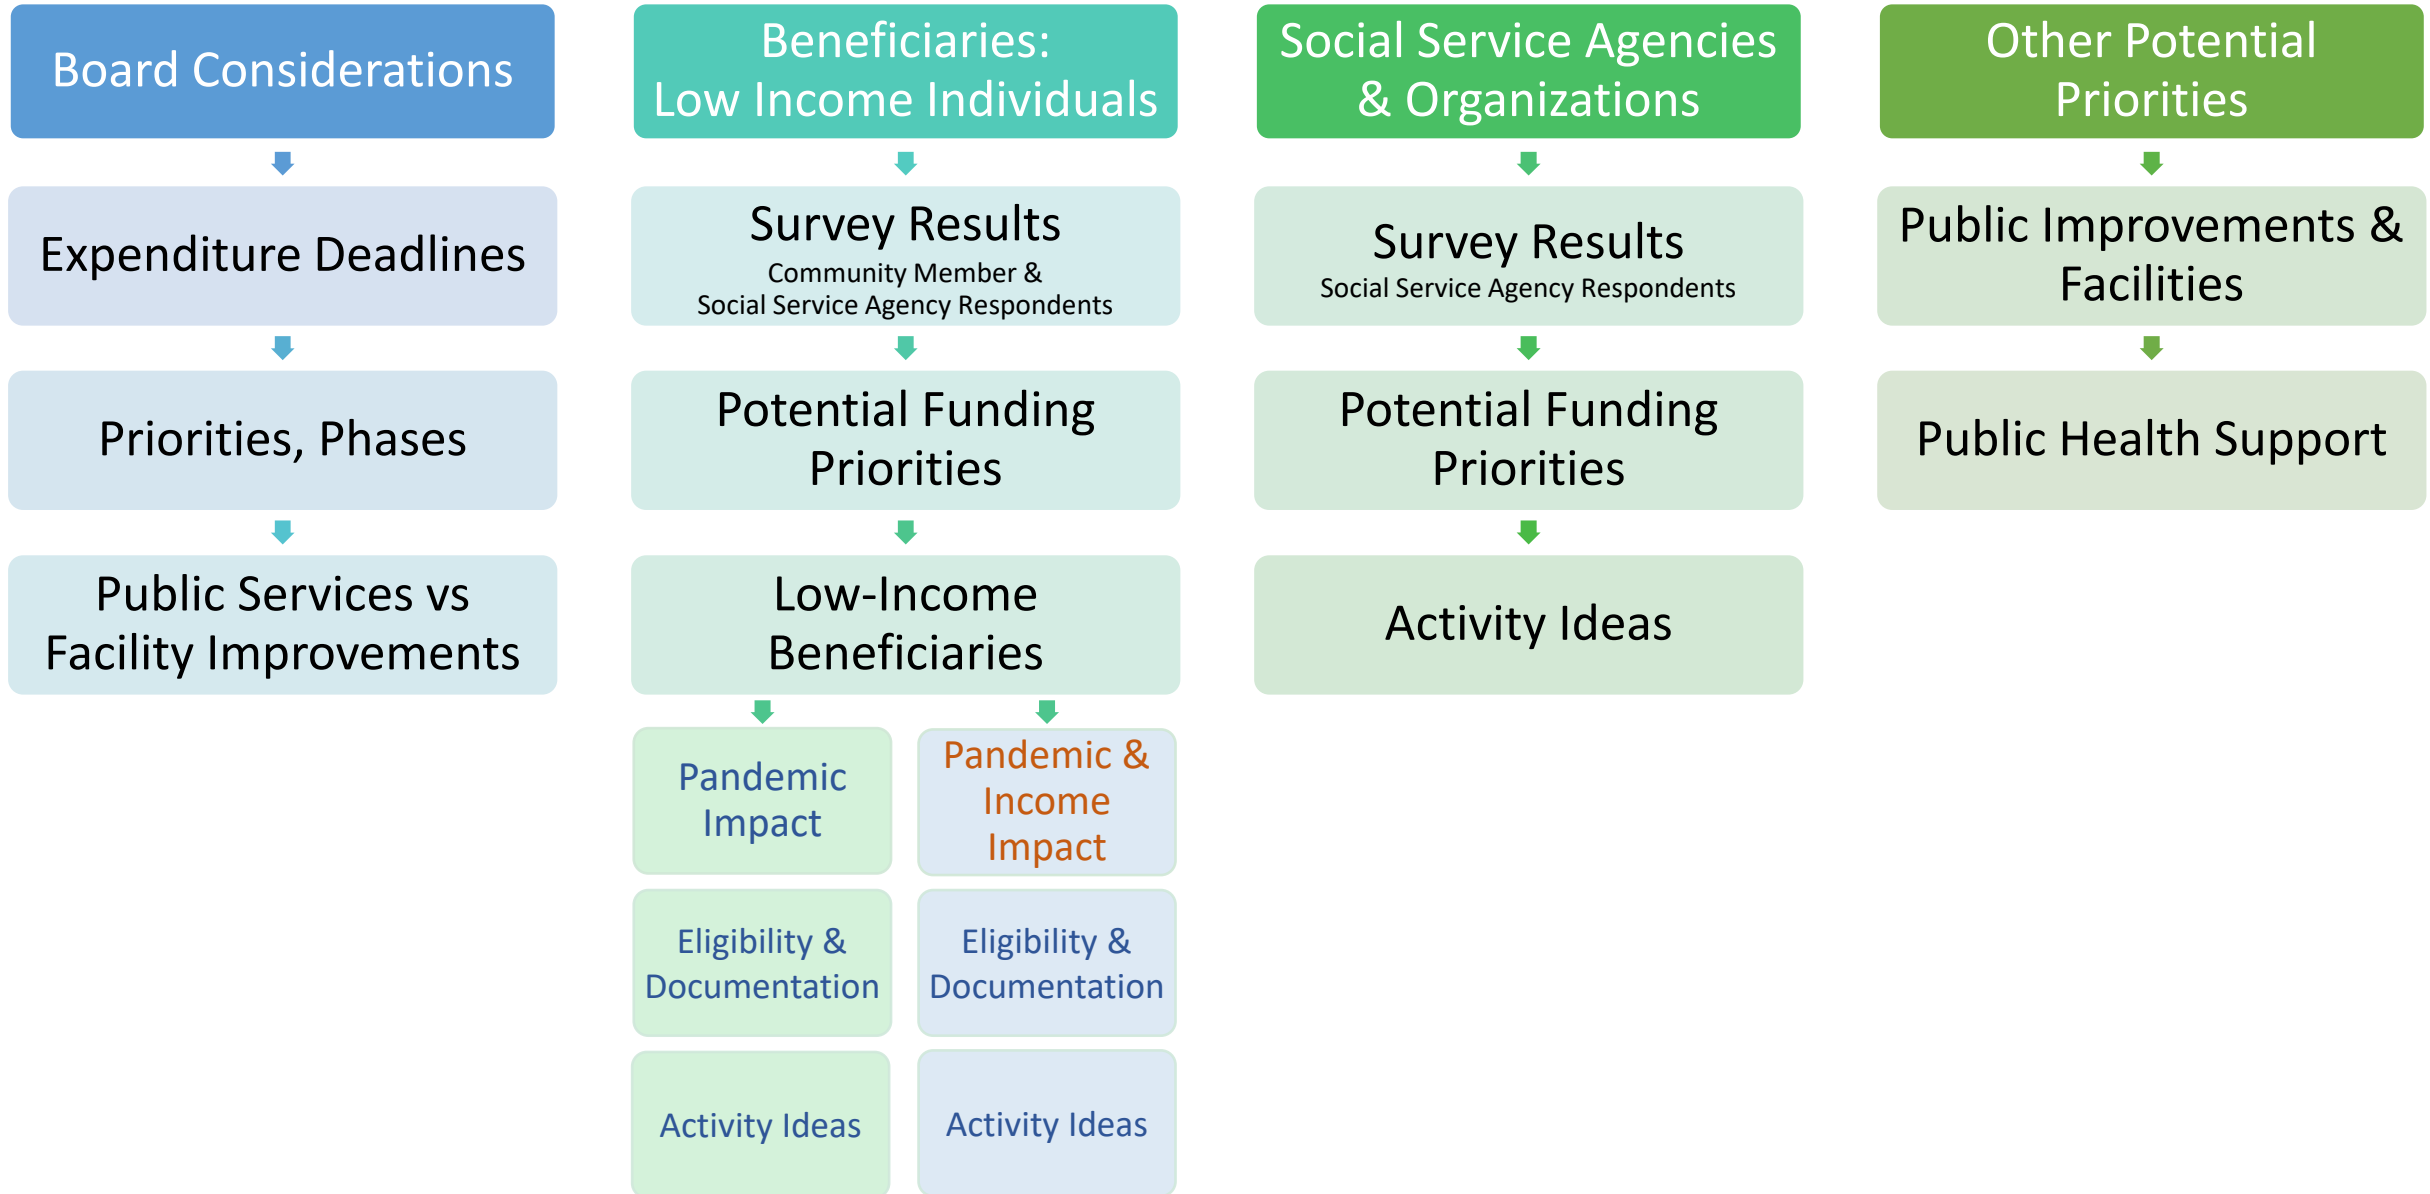 Board Considerations
Expenditure Deadlines
Priorities, Phases
Public Services vs
Facility Improvements
Beneficiaries:
Low Income Individuals
Survey Results
Community Member &
Social Service Agency Respondents
Potential Funding
Priorities
Low-Income
Beneficiaries
Pandemic
Impact
Eligibility &
Documentation
Activity Ideas
Pandemic &
Income
Impact
Eligibility &
Documentation
Activity Ideas
Social Service Agencies
& Organizations
Survey Results
Social Service Agency Respondents
Potential Funding
Priorities
Activity Ideas
Other Potential
Priorities
Public Improvements &
Facilities
Public Health Support